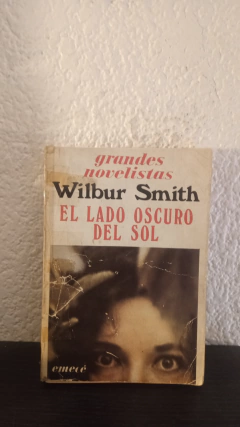 grandes
novelistas
Wilbur Smith
EL LADO OSCURO
DEL SOL
emecé